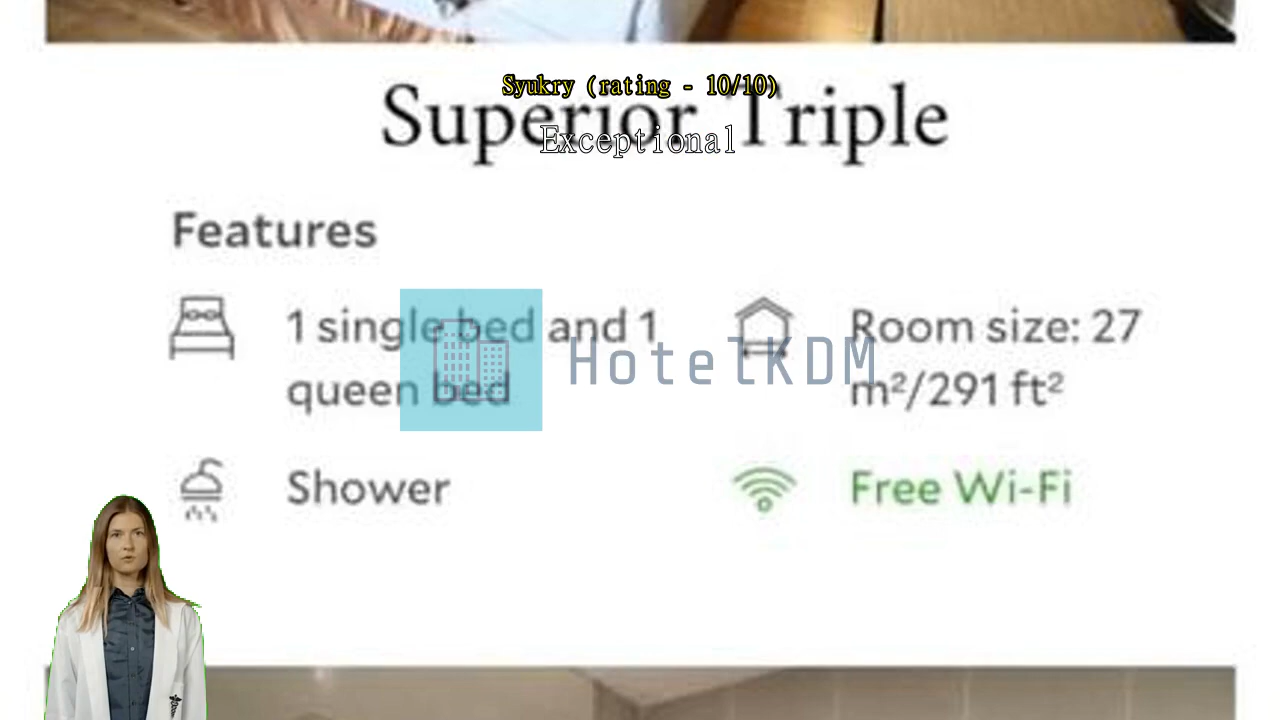 Syukry (rating - 10/10)
Superior Triple
Exceptional
Features
1 single bed and 1
queen bed
Room size: 27
m²/291 ft²
HotelKDM
Shower
Free Wi-Fi